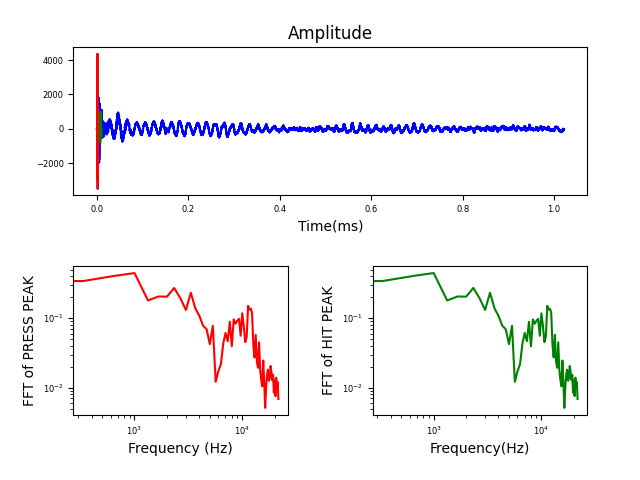 Amplitude
4000
2000
0
−2000
0.0 0.2 0.4 0.6 0.8 1.0
Time(ms)
FFT of PRESS PEAK
10⁻¹
10⁻²
10³ 10⁴
Frequency (Hz)
FFT of HIT PEAK
10⁻¹
10⁻²
10³ 10⁴
Frequency(Hz)